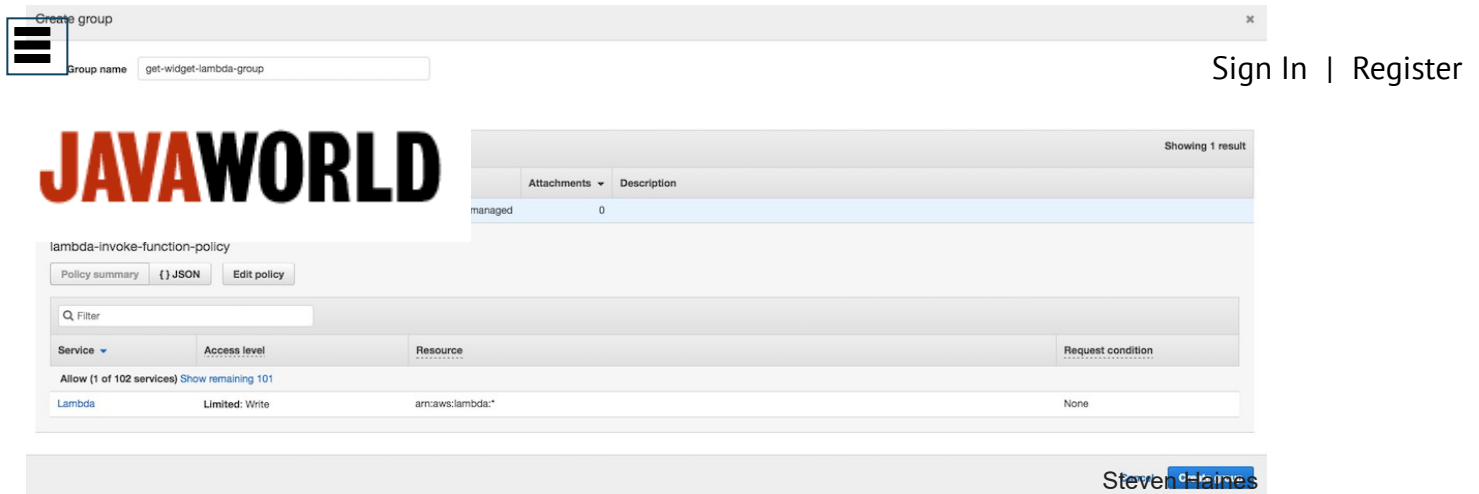 Create group
Group name get-widget-lambda-group
Sign In | Register
JAVAWORLD
Showing 1 result
Attachments Description
managed 0
lambda-invoke-function-policy
Policy summary { } JSON Edit policy
Filter
Service Access level Resource Request condition
Allow (1 of 102 services) Show remaining 101
Lambda Limited: Write arn:aws:lambda:* None
Steven Haines